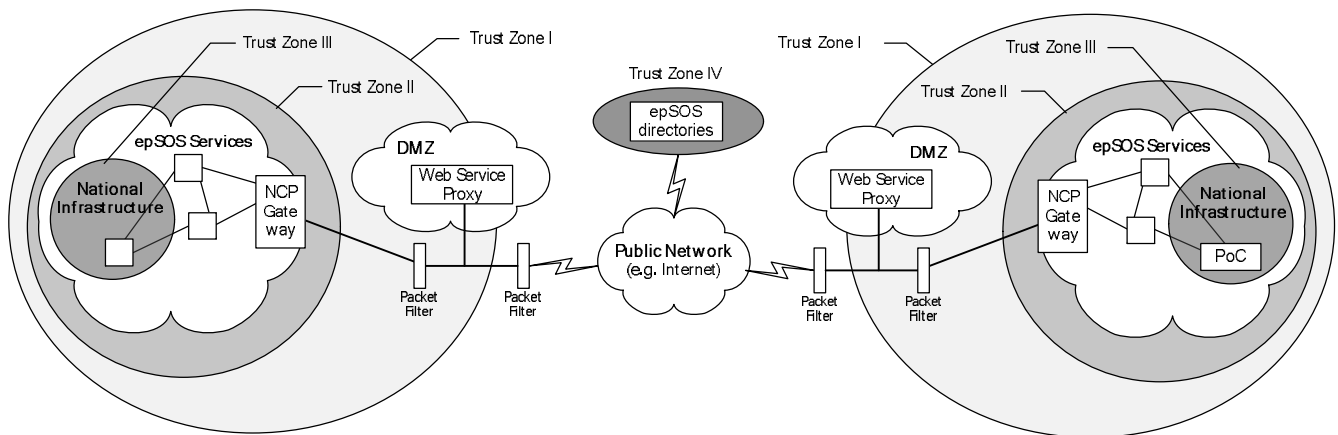 Trust Zone III
Trust Zone I
Trust Zone II
epSOS Services
National
Infrastructure
NCP
Gate
way
DMZ
Web Service
Proxy
Packet
Filter
Packet
Filter
Trust Zone IV
epSOS
directories
Public Network
(e.g. Internet)
Trust Zone I
Trust Zone III
Trust Zone II
DMZ
Web Service
Proxy
Packet
Filter
Packet
Filter
epSOS Services
NCP
Gate
way
National
Infrastructure
PoC